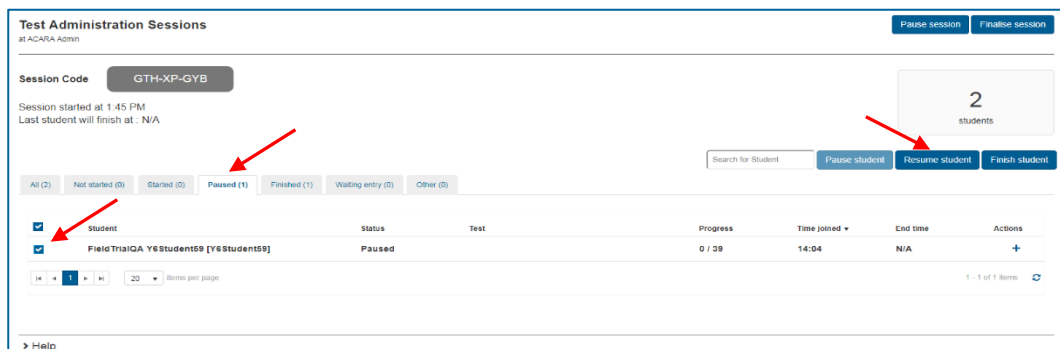 Test Administration Sessions
at ACARA Admin
Pause session
Finalise session
Session Code
GTH-XP-GYB
Session started at 1:45 PM
Last student will finish at : N/A
2
students
Search for Student
Pause student
Resume student
Finish student
All (2)
Not started (0)
Started (0)
Paused (1)
Finished (1)
Waiting entry (0)
Other (0)
Student Status Test Progress Time joined End time Actions
FieldTrialQA Y6Student59 [Y6Student59] Paused 0 / 39 14:04 N/A +
1
20
items per page
1 - 1 of 1 items
> Help